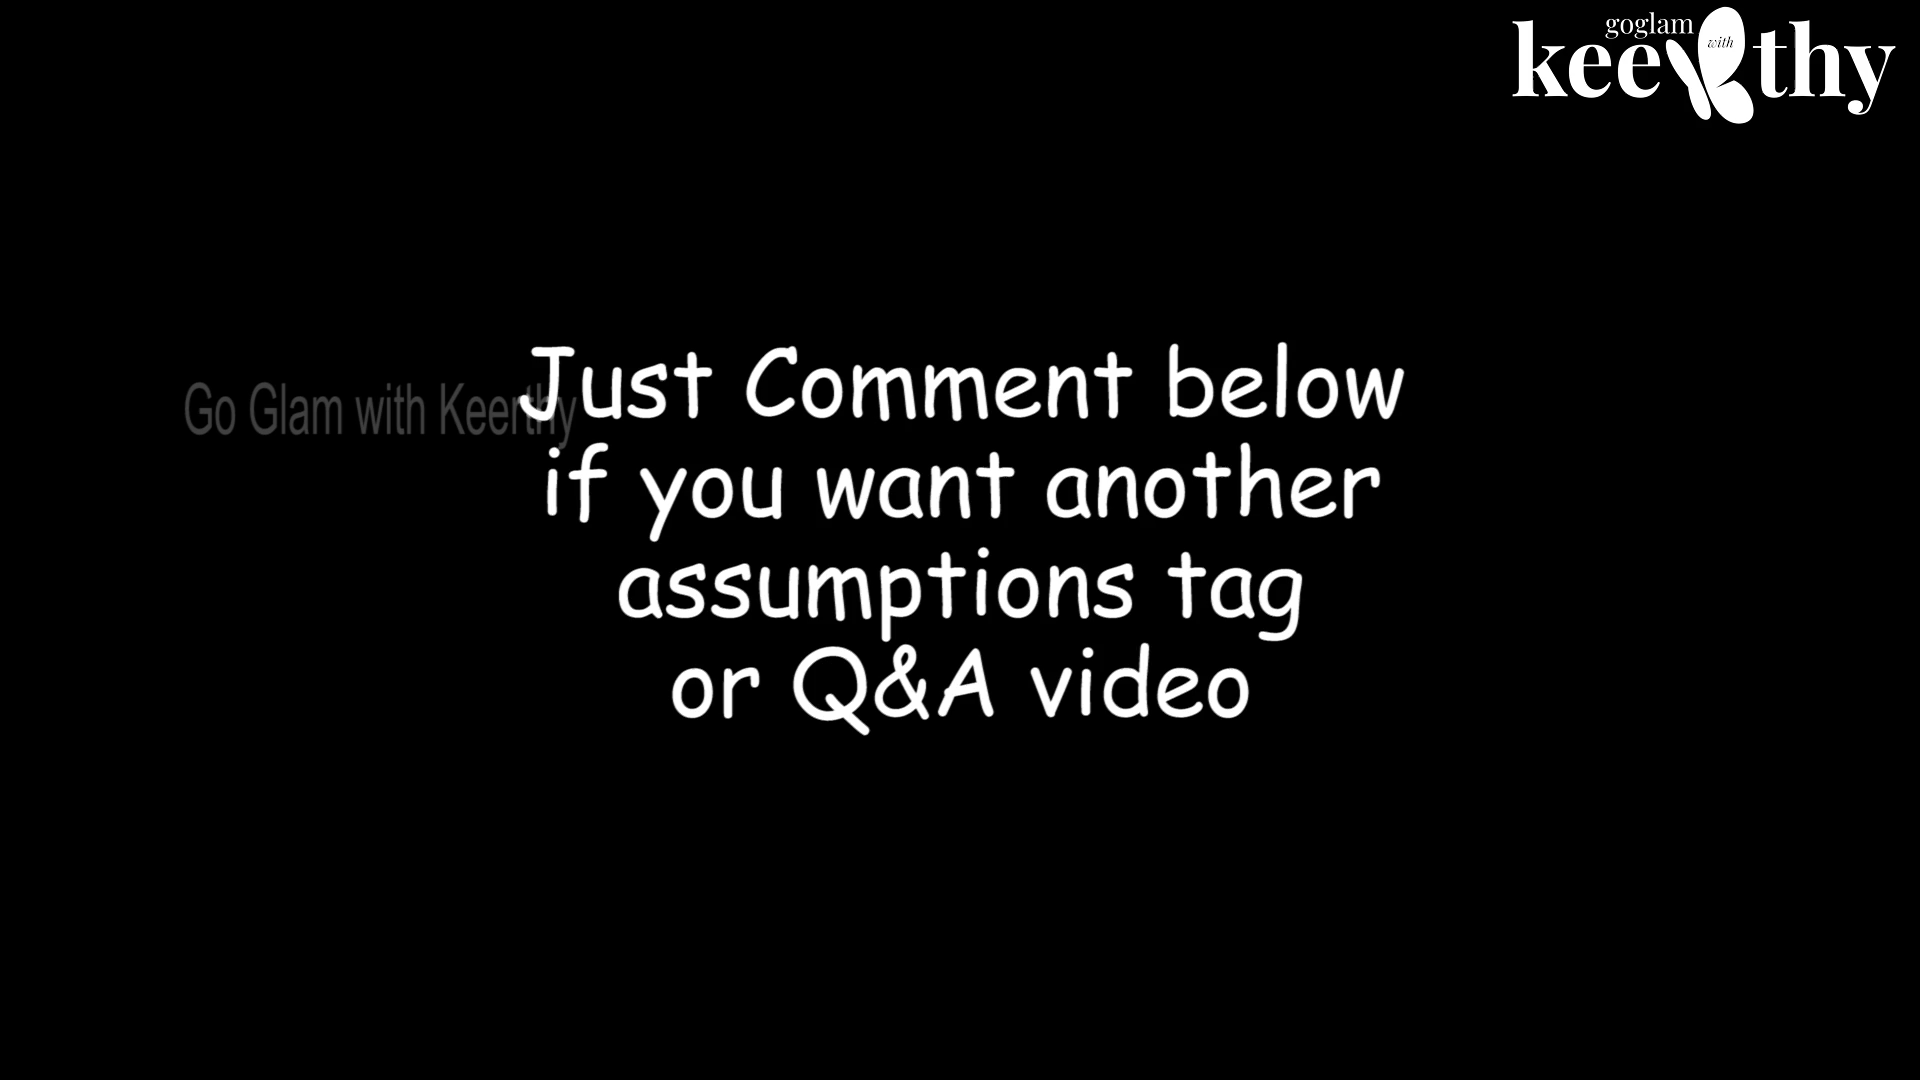 goglam
with
keerthy
Go Glam with Keerthy
Just Comment below
if you want another
assumptions tag
or Q&A video